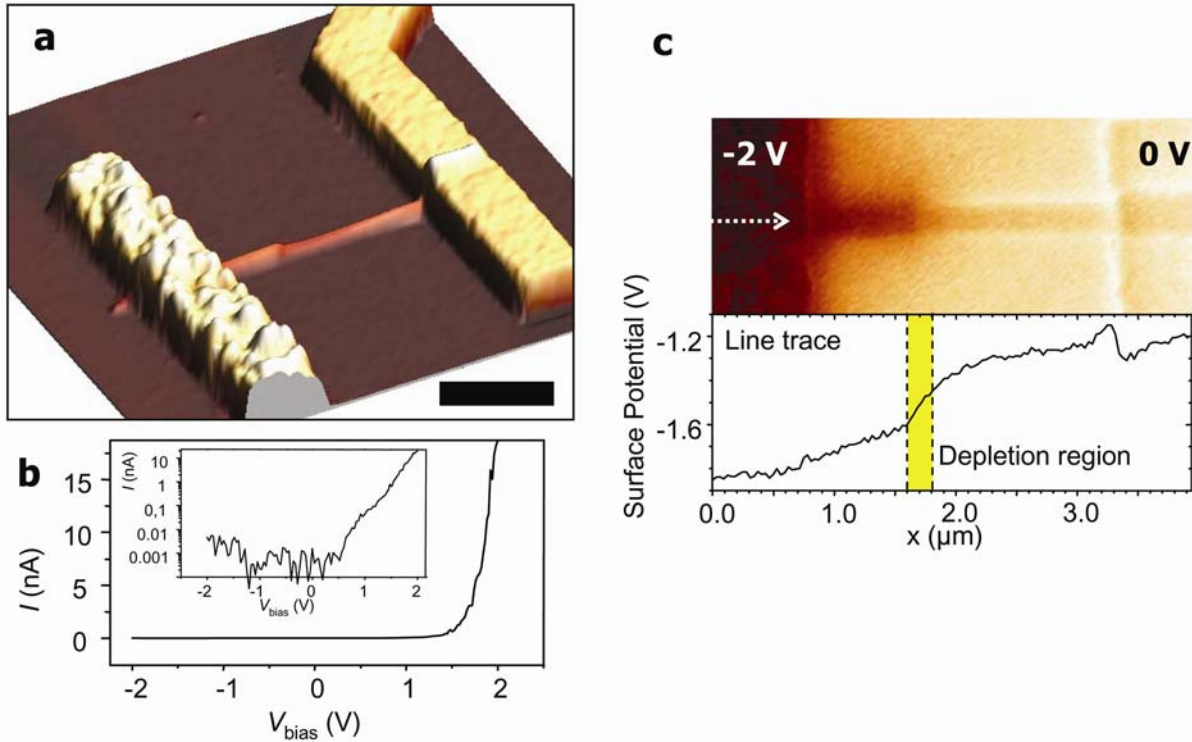 a
b
I (nA)
15
10
5
0
-2
-1
0
1
2
V_bias (V)
I (nA)
10
1
0,1
0.01
0.001
-2
-1
0
1
2
V_bias (V)
c
-2 V
0 V
Surface Potential (V)
-1.2
-1.6
Line trace
Depletion region
0.0
1.0
2.0
3.0
x (µm)